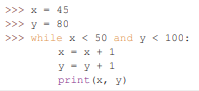 >>> x = 45
>>> y = 80
>>> while x < 50 and y < 100:
        x = x + 1
        y = y + 1
        print(x, y)